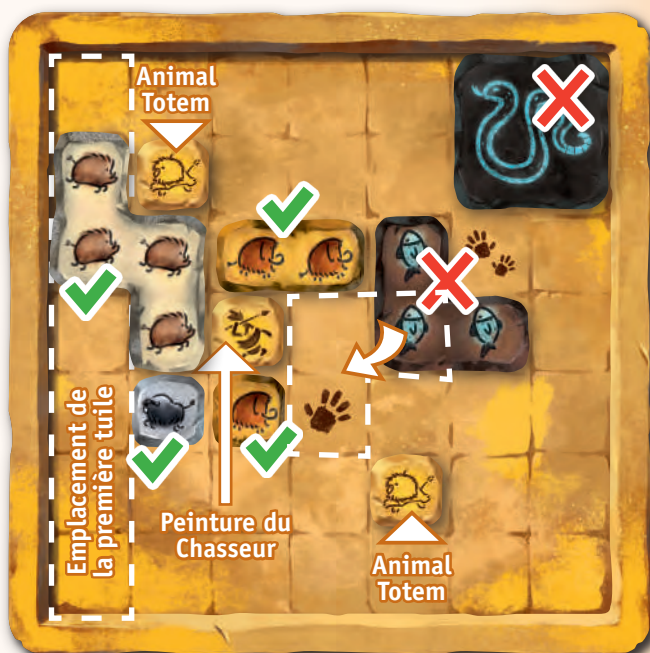 Animal
Totem
Emplacement de
la première tuile
Peinture du
Chasseur
Animal
Totem